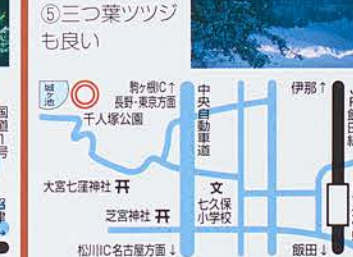 ⑤三つ葉ツツジ
も良い
城ヶ池
駒ヶ根IC↑
長野・東京方面
千人塚公園
中央自動車道
伊那↑
大宮七窪神社
芝宮神社
文
七久保
小学校
松川IC名古屋方面↓
飯田↓